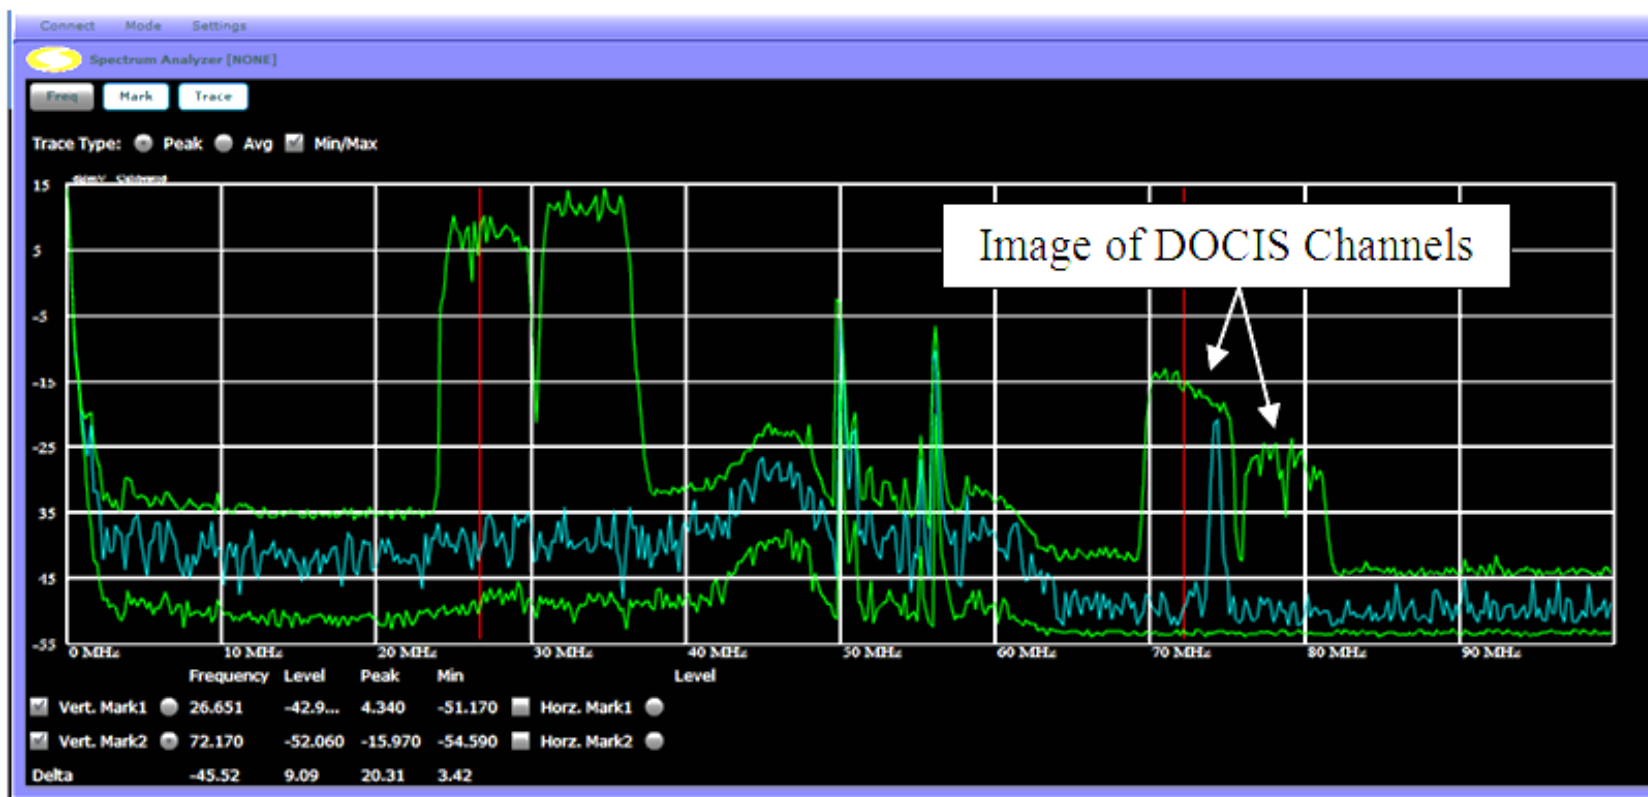 Connect Mode Settings
Spectrum Analyzer [NONE]
Freq Mark Trace
Trace Type: Peak Avg Min/Max
15
5
-5
-15
-25
35
45
-55
Image of DOCIS Channels
0 MHz 10 MHz 20 MHz 30 MHz 40 MHz 50 MHz 60 MHz 70 MHz 80 MHz 90 MHz
Frequency Level Peak Min Level
Vert. Mark1 26.651 -42.9... 4.340 -51.170 Horz. Mark1
Vert. Mark2 72.170 -52.060 -15.970 -54.590 Horz. Mark2
Delta -45.52 9.09 20.31 3.42